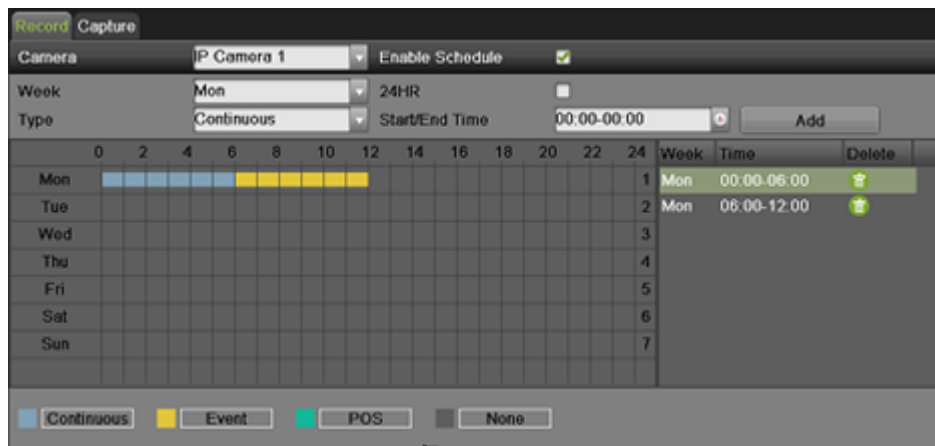 Record Capture
Camera IP Camera 1 Enable Schedule
Week Mon 24HR
Type Continuous Start/End Time 00:00-00:00 Add
0 2 4 6 8 10 12 14 16 18 20 22 24 Week Time Delete
Mon 1 Mon 00:00-06:00
Tue 2 Mon 06:00-12:00
Wed 3
Thu 4
Fri 5
Sat 6
Sun 7
Continuous Event POS None